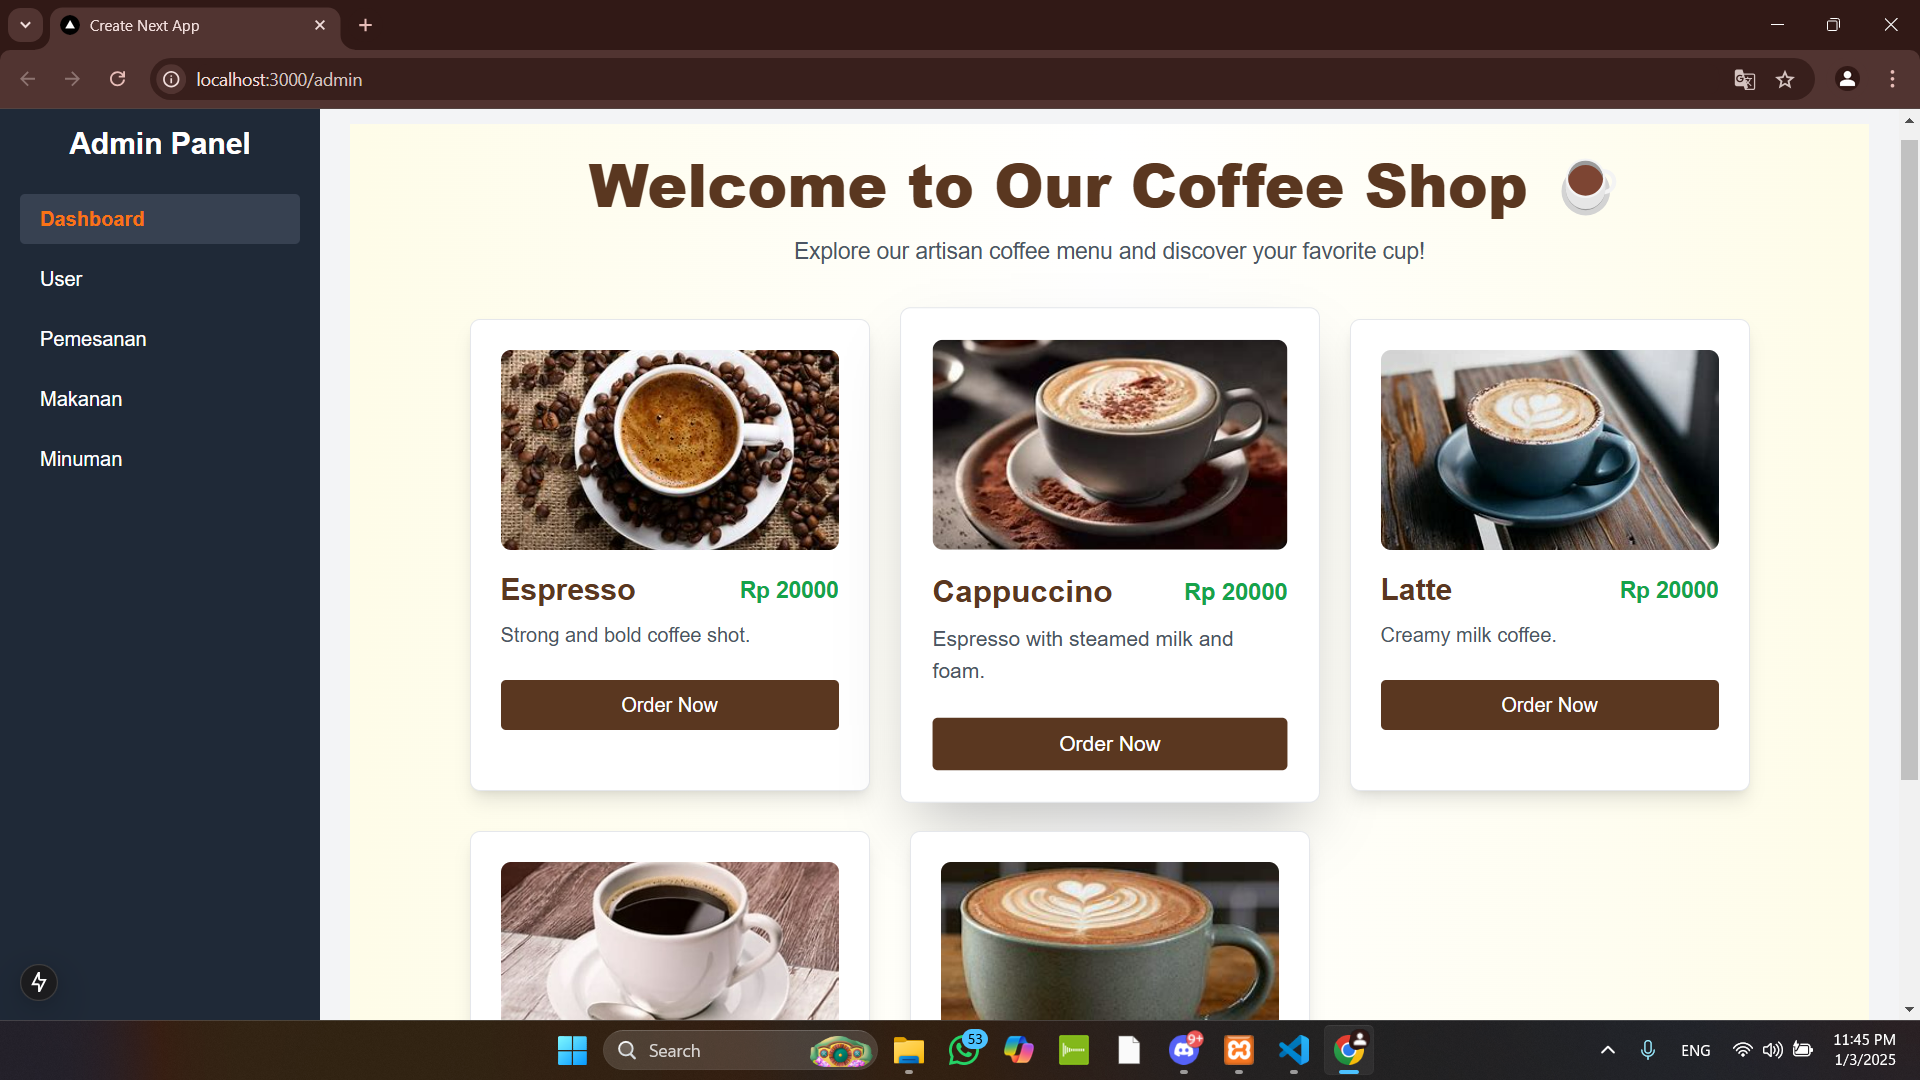 Create Next App
localhost:3000/admin
Admin Panel
Dashboard
User
Pemesanan
Makanan
Minuman
Welcome to Our Coffee Shop
Explore our artisan coffee menu and discover your favorite cup!
Espresso Rp 20000
Strong and bold coffee shot.
Order Now
Cappuccino Rp 20000
Espresso with steamed milk and
foam.
Order Now
Latte Rp 20000
Creamy milk coffee.
Order Now
Search
53
9+
ENG
11:45 PM
1/3/2025